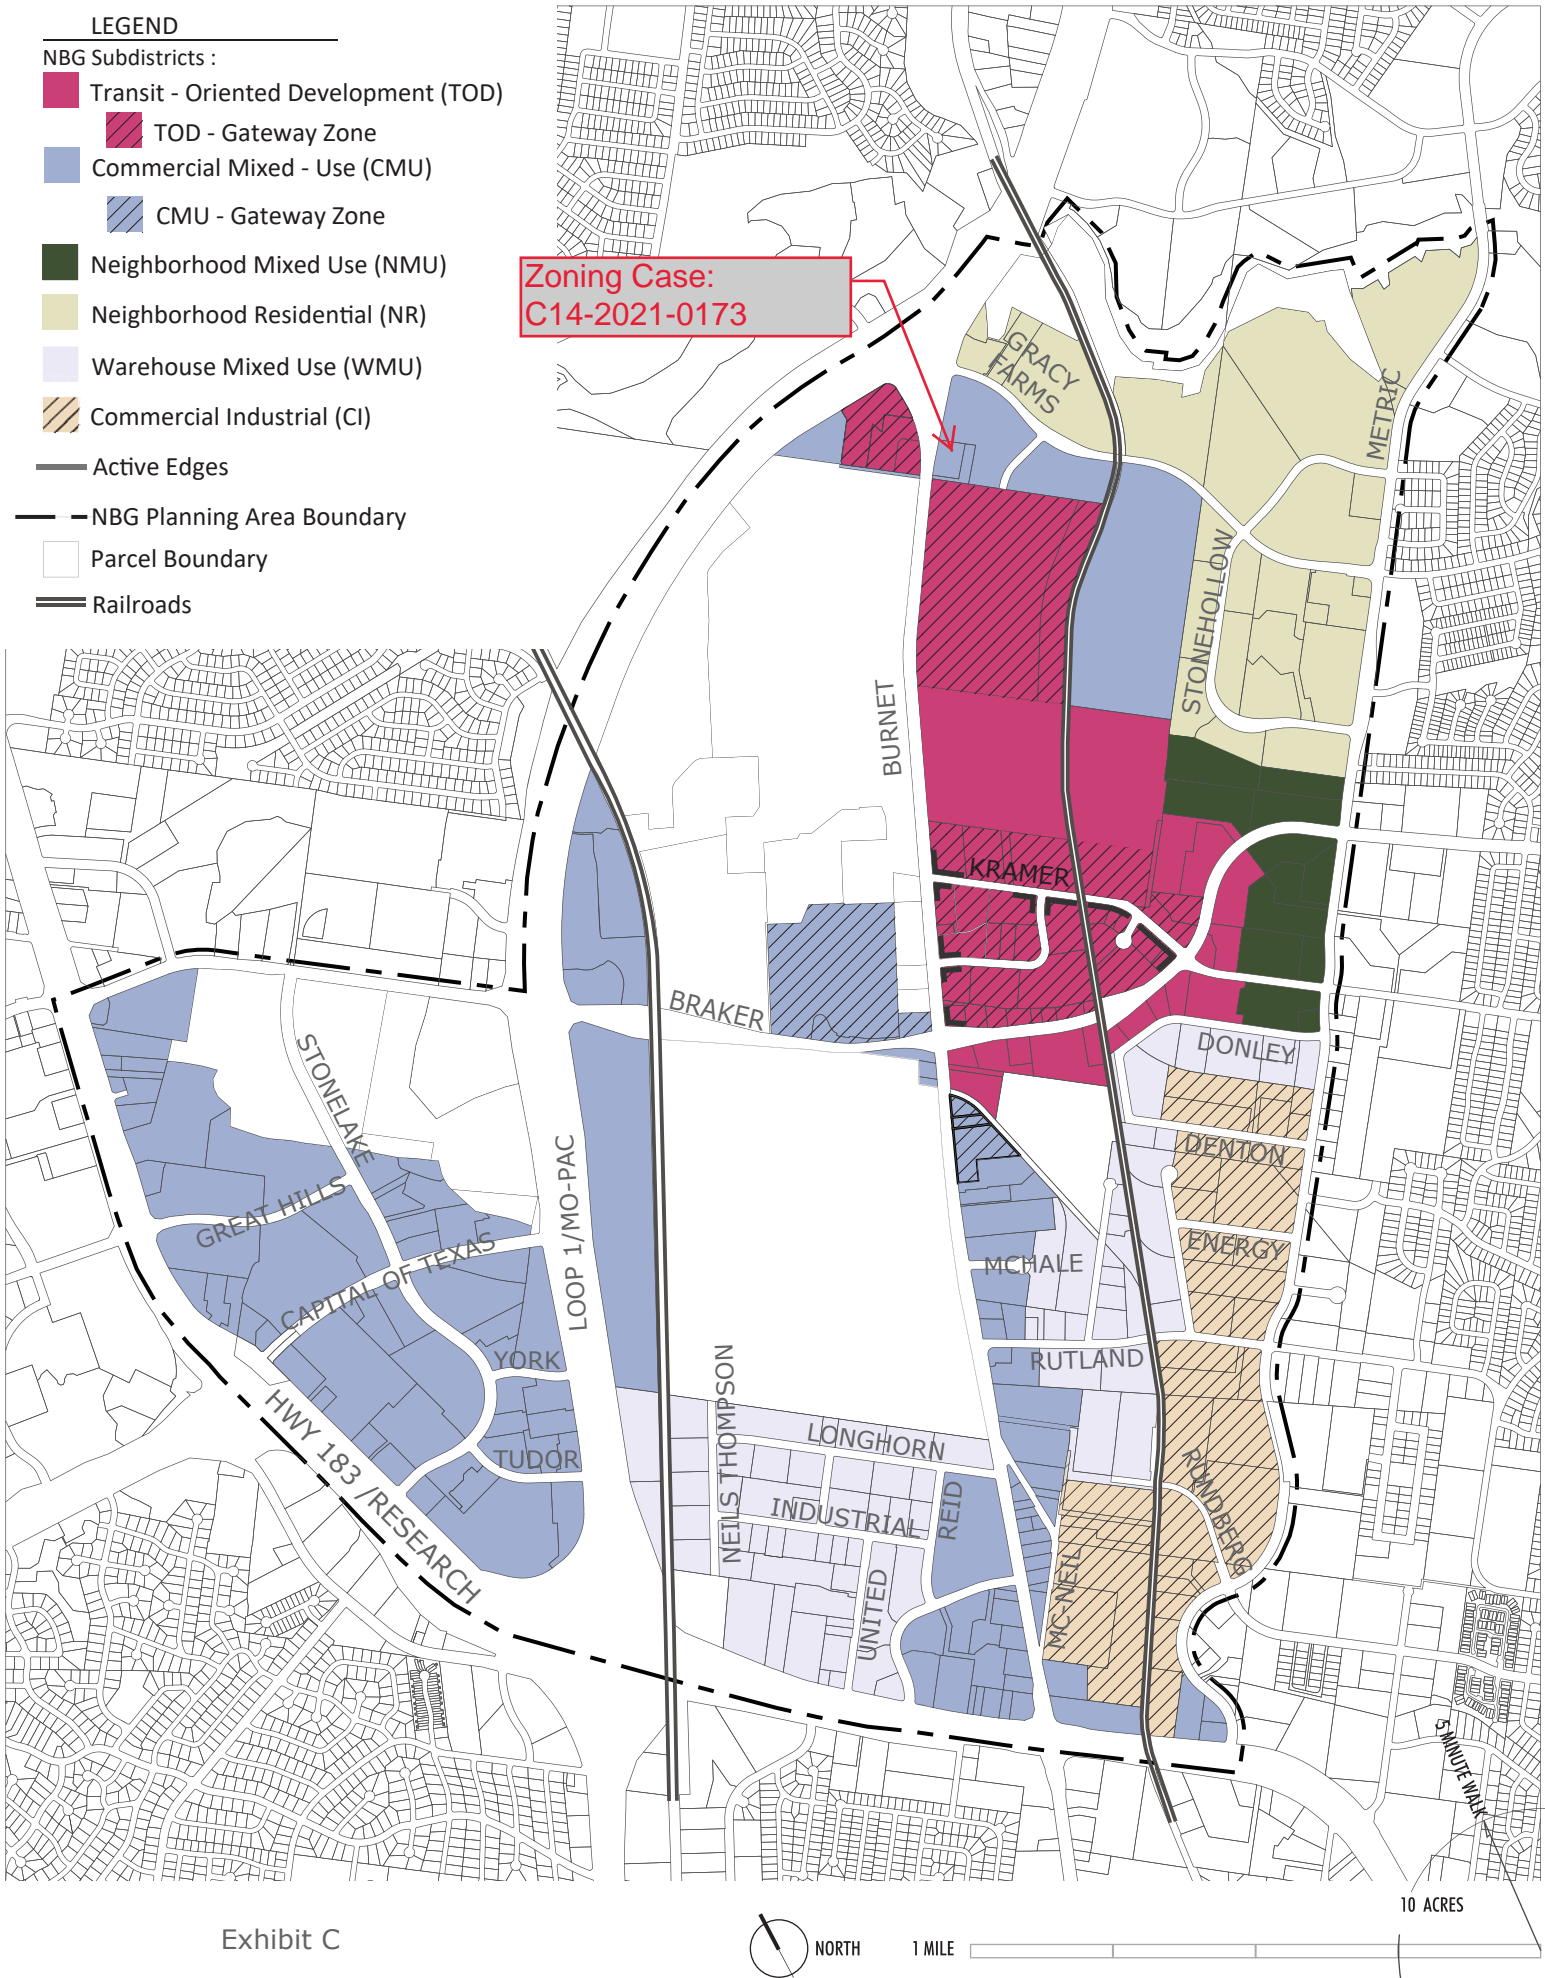 LEGEND
NBG Subdistricts :
Transit - Oriented Development (TOD)
TOD - Gateway Zone
Commercial Mixed - Use (CMU)
CMU - Gateway Zone
Neighborhood Mixed Use (NMU)
Neighborhood Residential (NR)
Warehouse Mixed Use (WMU)
Commercial Industrial (CI)
Active Edges
NBG Planning Area Boundary
Parcel Boundary
Railroads
Zoning Case:
C14-2021-0173
GRACY
FARMS
METRIC
STONEHOLLOW
BURNET
KRAMER
BRAKER
DONLEY
STONELAKE
DENTON
GREAT HILLS
LOOP 1/MO-PAC
CAPITAL OF TEXAS
ENERGY
MCHALE
YORK
RUTLAND
HWY 183 /RESEARCH
NEILS THOMPSON
LONGHORN
TUDOR
RUNDBERG
REID
INDUSTRIAL
UNITED
MC-NEIL
5 MINUTE WALK
10 ACRES
Exhibit C
NORTH
1 MILE